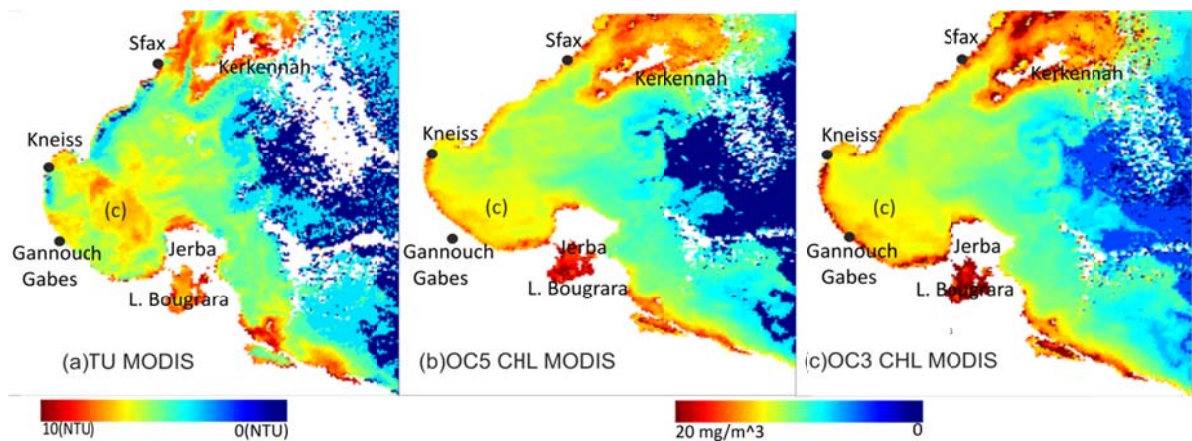 Sfax
Kerkennah
Kneiss
(c)
Gannouch
Gabes
Jerba
L. Bougrara
(a)TU MODIS
10(NTU)
0(NTU)
Sfax
Kerkennah
Kneiss
(c)
Gannouch
Gabes
Jerba
L. Bougrara
(b)OC5 CHL MODIS
Sfax
Kerkennah
Kneiss
(c)
Gannouch
Gabes
Jerba
L. Bougrara
(c)OC3 CHL MODIS
20 mg/m^3
0